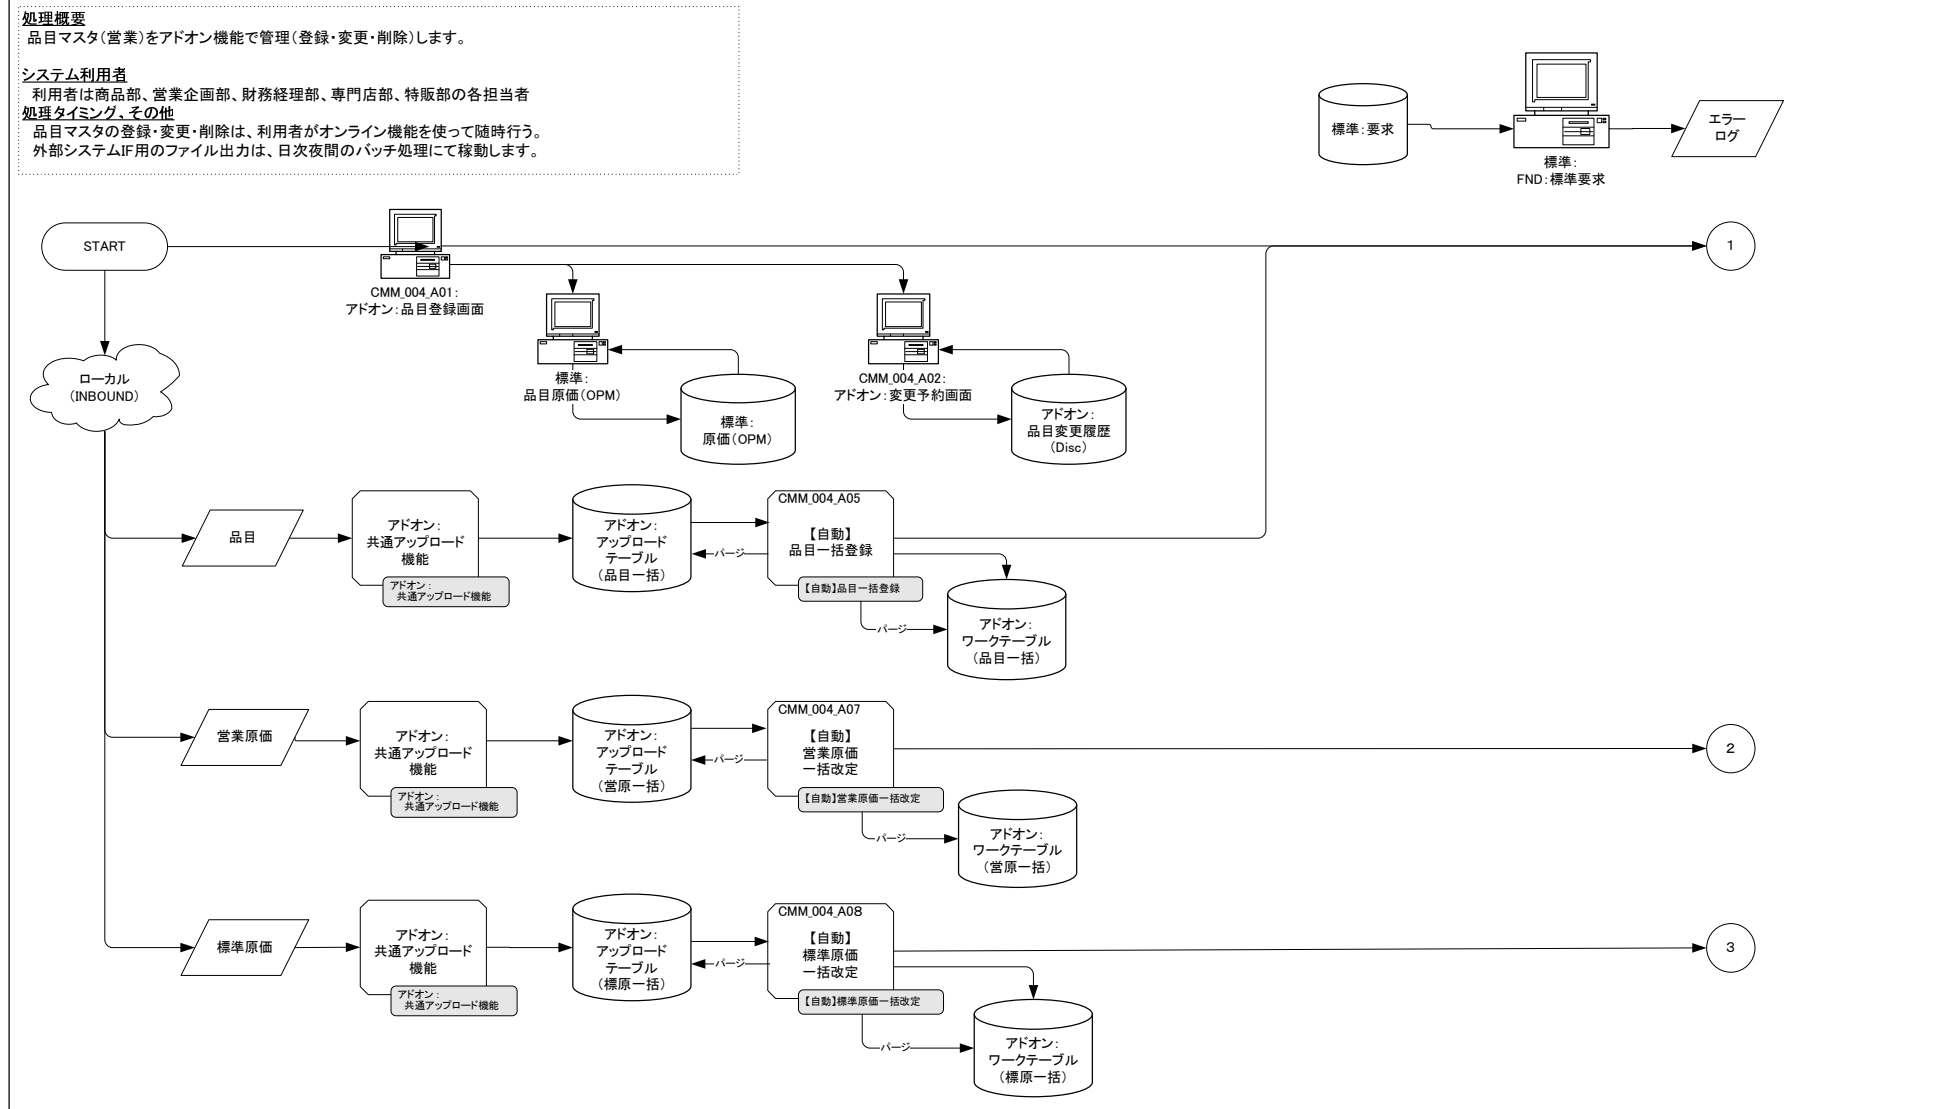 処理概要
品目マスタ(営業)をアドオン機能で管理(登録・変更・削除)します。
システム利用者
利用者は商品部、営業企画部、財務経理部、専門店部、特販部の各担当者
処理タイミング、その他
品目マスタの登録・変更・削除は、利用者がオンライン機能を使って随時行う。
外部システムIF用のファイル出力は、日次夜間のバッチ処理にて稼動します。
標準:要求
標準:
FND:標準要求
エラー
ログ
START
CMM_004_A01:
アドオン:品目登録画面
1
標準:
品目原価(OPM)
標準:
原価(OPM)
CMM_004_A02:
アドオン:変更予約画面
アドオン:
品目変更履歴
(Disc)
ローカル
(INBOUND)
品目
アドオン:
共通アップロード
機能
アドオン:
共通アップロード機能
アドオン:
アップロード
テーブル
(品目一括)
パージ
CMM_004_A05
【自動】
品目一括登録
【自動】品目一括登録
パージ
アドオン:
ワークテーブル
(品目一括)
営業原価
アドオン:
共通アップロード
機能
アドオン:
共通アップロード機能
アドオン:
アップロード
テーブル
(営原一括)
パージ
CMM_004_A07
【自動】
営業原価
一括改定
【自動】営業原価一括改定
2
パージ
アドオン:
ワークテーブル
(営原一括)
標準原価
アドオン:
共通アップロード
機能
アドオン:
共通アップロード機能
アドオン:
アップロード
テーブル
(標原一括)
パージ
CMM_004_A08
【自動】
標準原価
一括改定
【自動】標準原価一括改定
3
パージ
アドオン:
ワークテーブル
(標原一括)